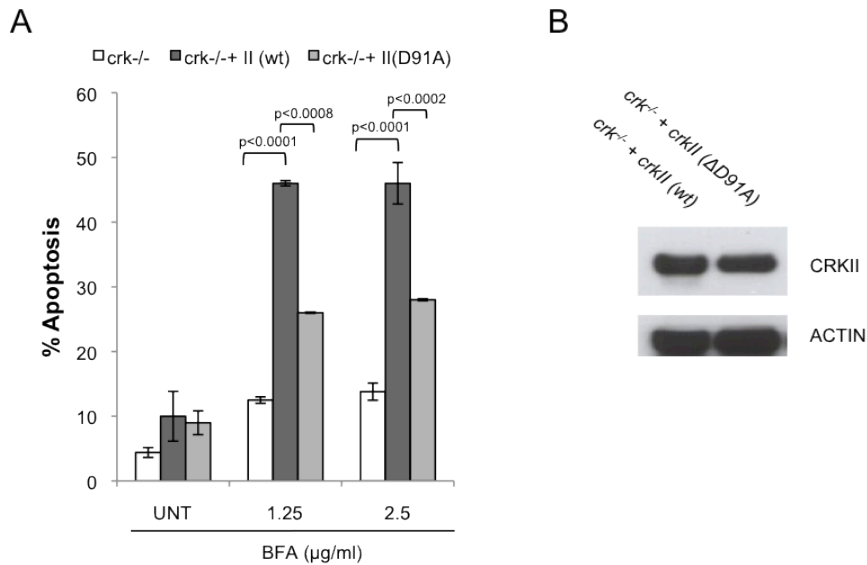 A
crk-/- crk-/-+ II (wt) crk-/-+ II(D91A)
% Apoptosis
60
50
40
30
20
10
0
p<0.0008
p<0.0001
p<0.0002
p<0.0001
UNT 1.25 2.5
BFA (µg/ml)
B
crk-/- + crkII (wt)
crk-/- + crkII (ΔD91A)
CRKII
ACTIN